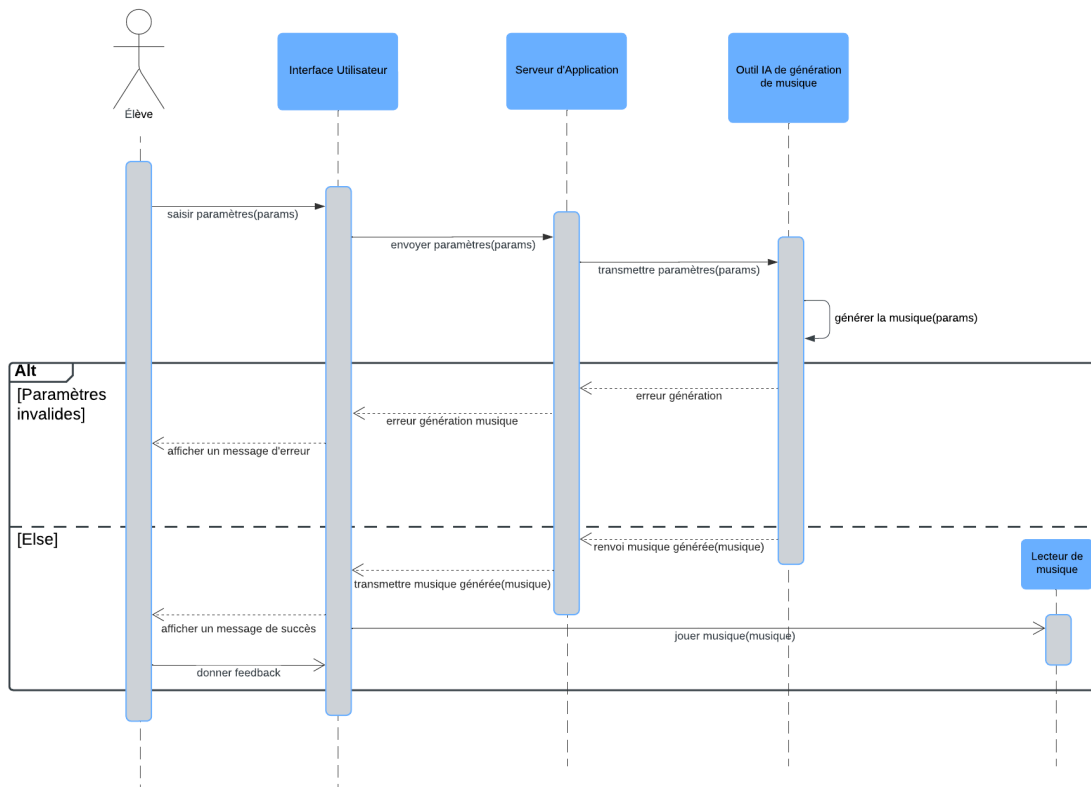 Élève
Interface Utilisateur
Serveur d'Application
Outil IA de génération
de musique
saisir paramètres(params)
envoyer paramètres(params)
transmettre paramètres(params)
générer la musique(params)
Alt
[Paramètres
invalides]
erreur génération
erreur génération musique
afficher un message d'erreur
[Else]
renvoi musique générée(musique)
Lecteur de
musique
transmettre musique générée(musique)
afficher un message de succès
jouer musique(musique)
donner feedback